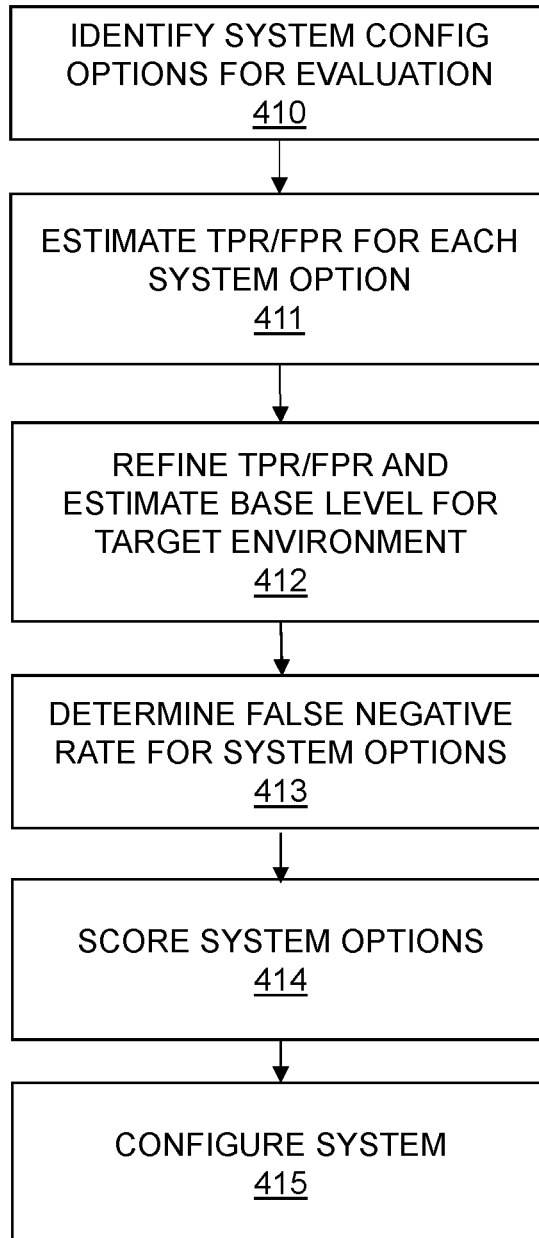 IDENTIFY SYSTEM CONFIG
OPTIONS FOR EVALUATION
410
ESTIMATE TPR/FPR FOR EACH
SYSTEM OPTION
411
REFINE TPR/FPR AND
ESTIMATE BASE LEVEL FOR
TARGET ENVIRONMENT
412
DETERMINE FALSE NEGATIVE
RATE FOR SYSTEM OPTIONS
413
SCORE SYSTEM OPTIONS
414
CONFIGURE SYSTEM
415